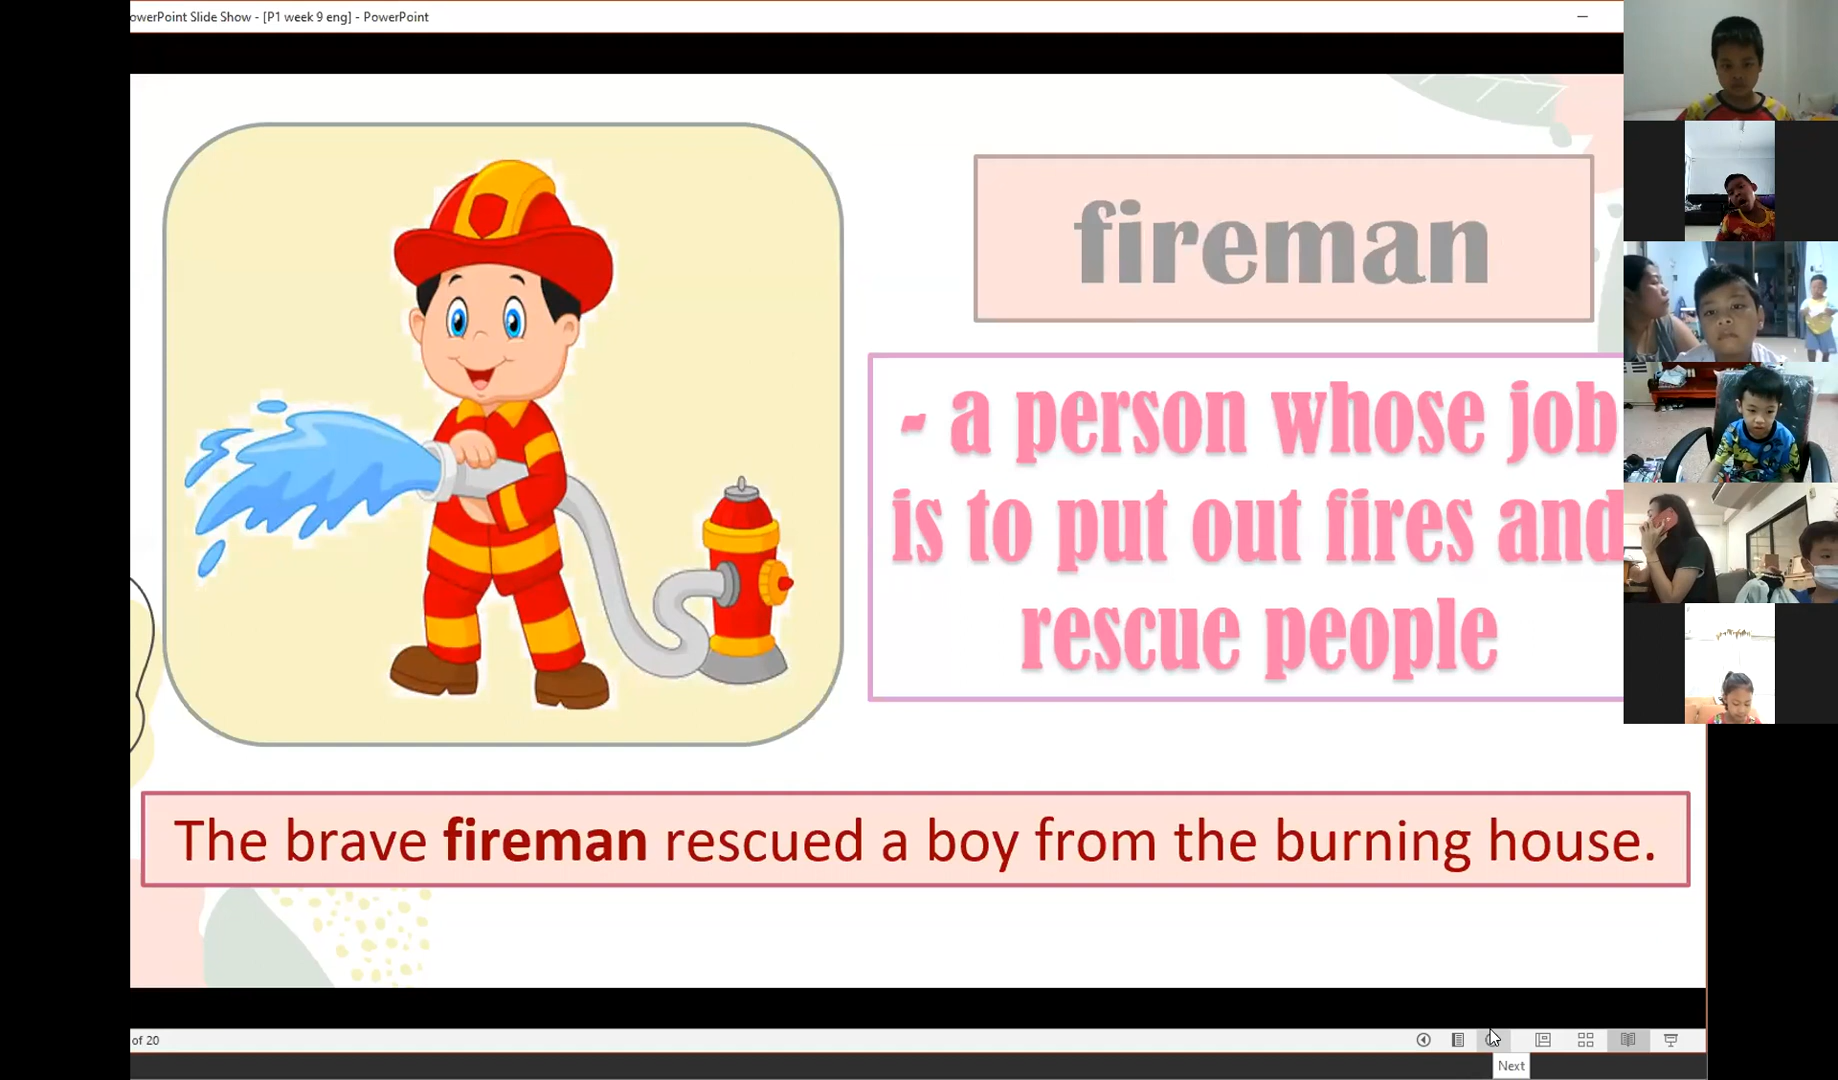 owerPoint Slide Show - [P1 week 9 eng] - PowerPoint
fireman
- a person whose job
is to put out fires and
rescue people
The brave fireman rescued a boy from the burning house.
of 20
Next